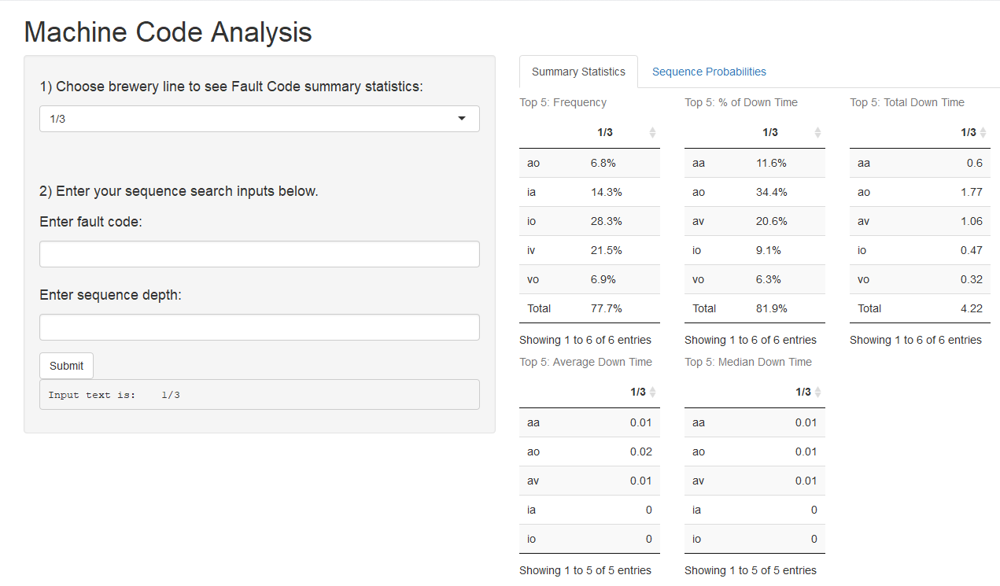 Machine Code Analysis
1) Choose brewery line to see Fault Code summary statistics:
1/3
2) Enter your sequence search inputs below.
Enter fault code:
Enter sequence depth:
Submit
Input text is: 1/3
Summary Statistics Sequence Probabilities
Top 5: Frequency
1/3
ao 6.8%
ia 14.3%
io 28.3%
iv 21.5%
vo 6.9%
Total 77.7%
Showing 1 to 6 of 6 entries
Top 5: % of Down Time
1/3
aa 11.6%
ao 34.4%
av 20.6%
io 9.1%
vo 6.3%
Total 81.9%
Showing 1 to 6 of 6 entries
Top 5: Total Down Time
1/3
aa 0.6
ao 1.77
av 1.06
io 0.47
vo 0.32
Total 4.22
Showing 1 to 6 of 6 entries
Top 5: Average Down Time
1/3
aa 0.01
ao 0.02
av 0.01
ia 0
io 0
Showing 1 to 5 of 5 entries
Top 5: Median Down Time
1/3
aa 0.01
ao 0.01
av 0.01
ia 0
io 0
Showing 1 to 5 of 5 entries